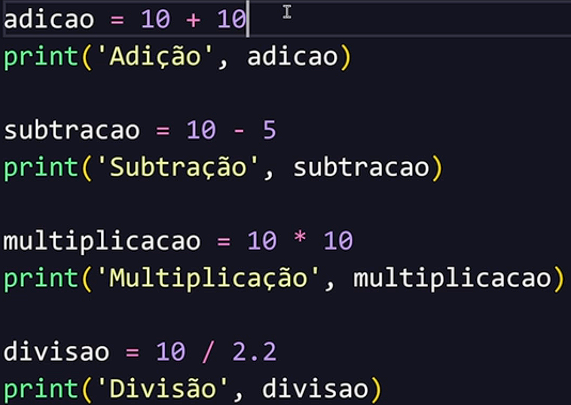 adicao = 10 + 10
print('Adição', adicao)
subtracao = 10 - 5
print('Subtração', subtracao)
multiplicacao = 10 * 10
print('Multiplicação', multiplicacao)
divisao = 10 / 2.2
print('Divisão', divisao)